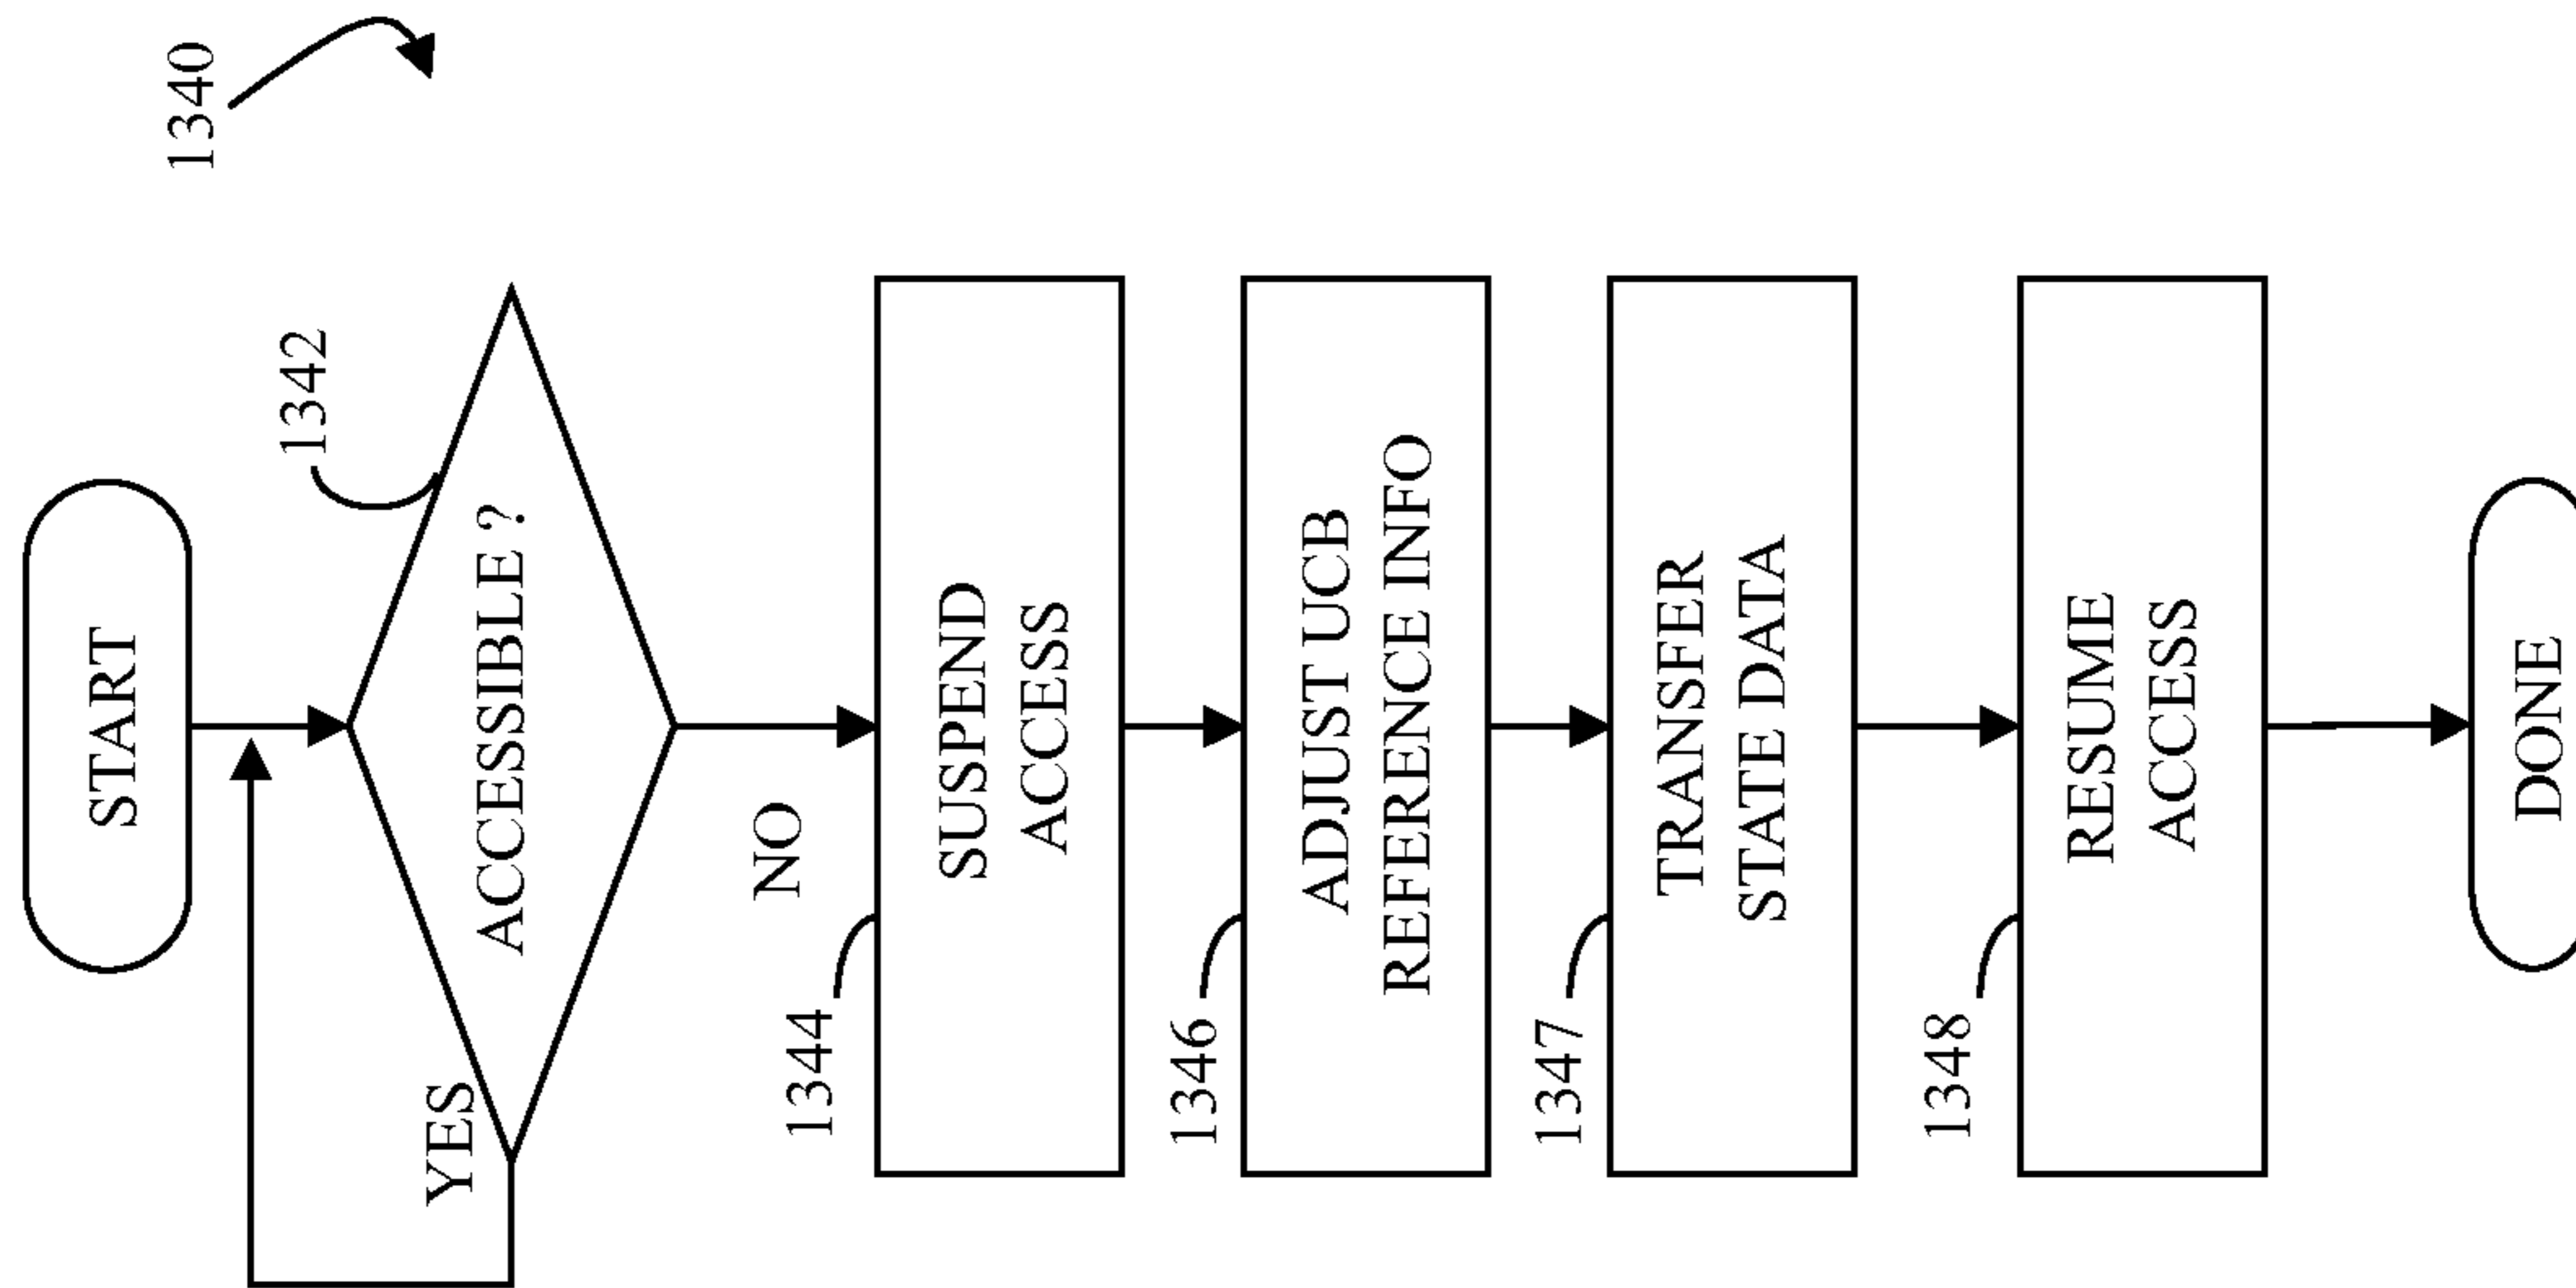 1340
START
1342
ACCESSIBLE ?
YES
NO
1344
SUSPEND
ACCESS
1346
ADJUST UCB
REFERENCE INFO
1347
TRANSFER
STATE DATA
1348
RESUME
ACCESS
DONE